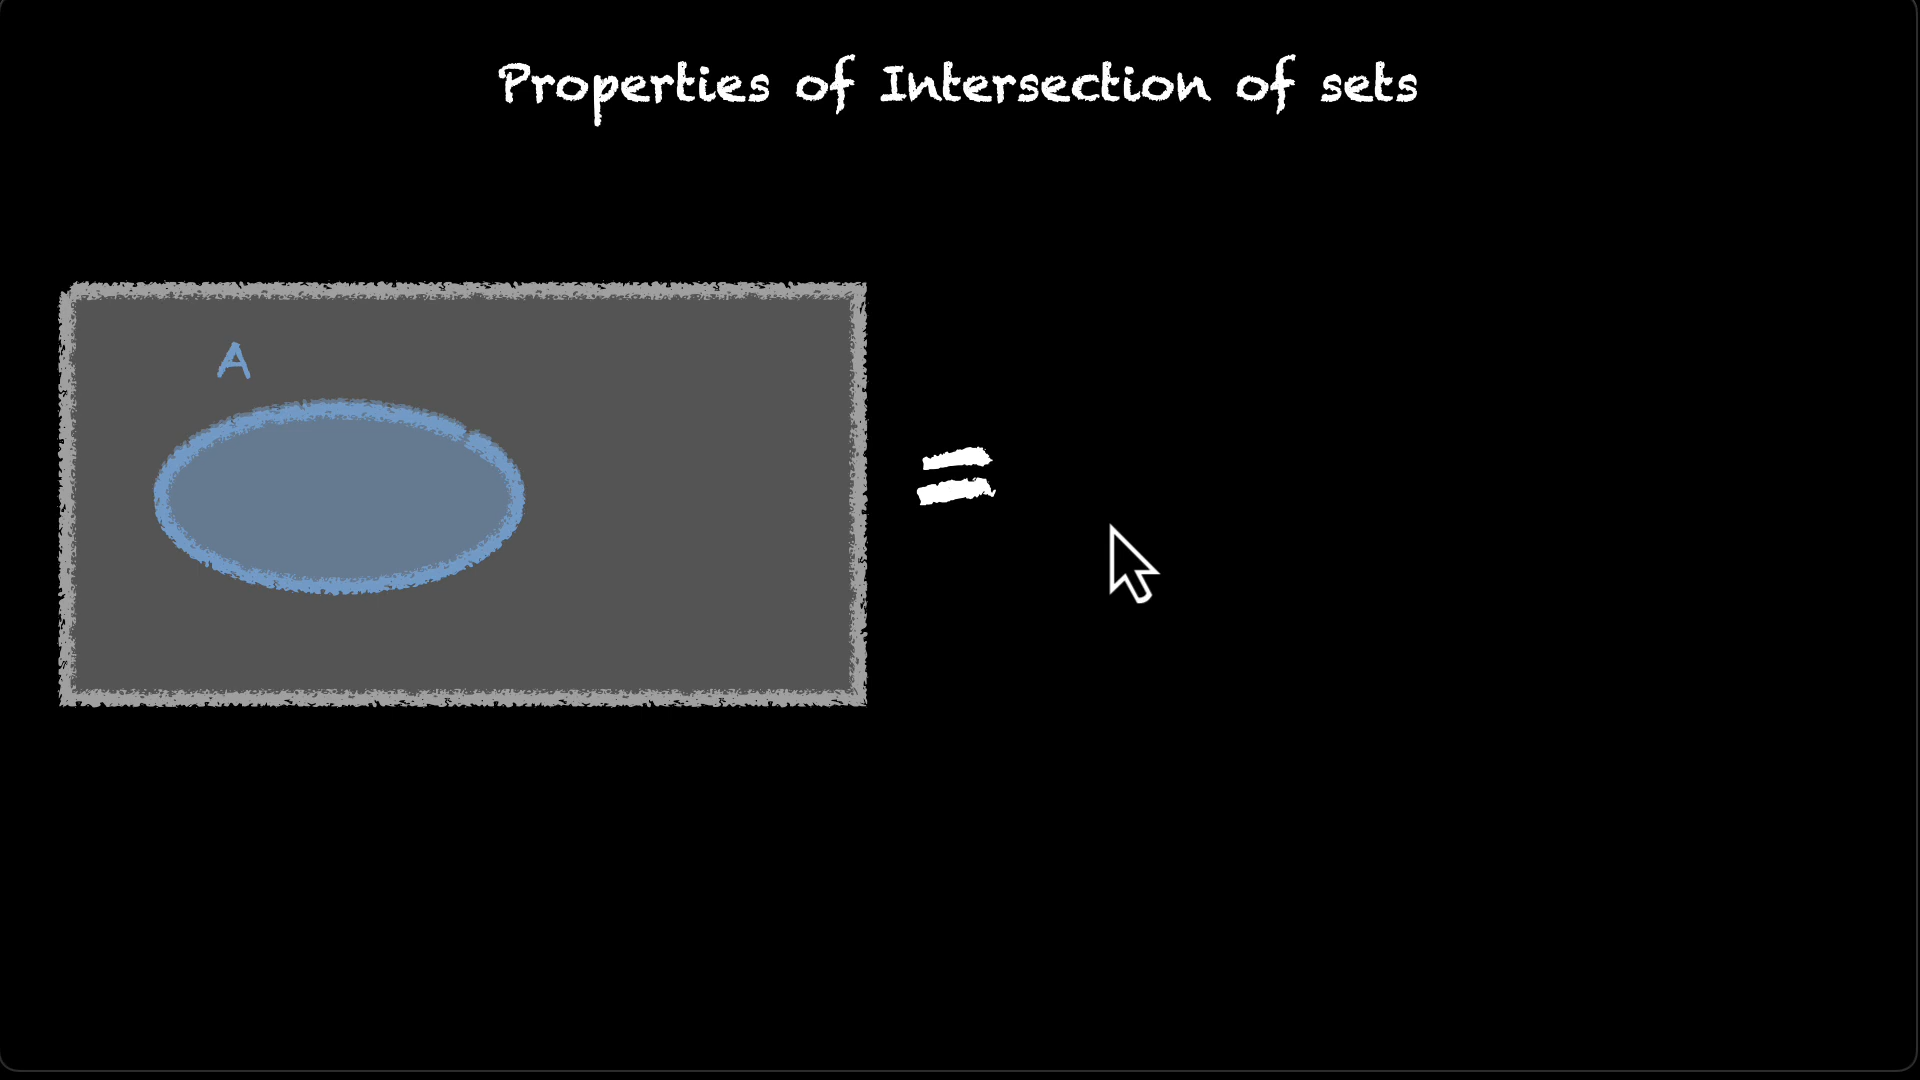 Properties of Intersection of sets
A
=